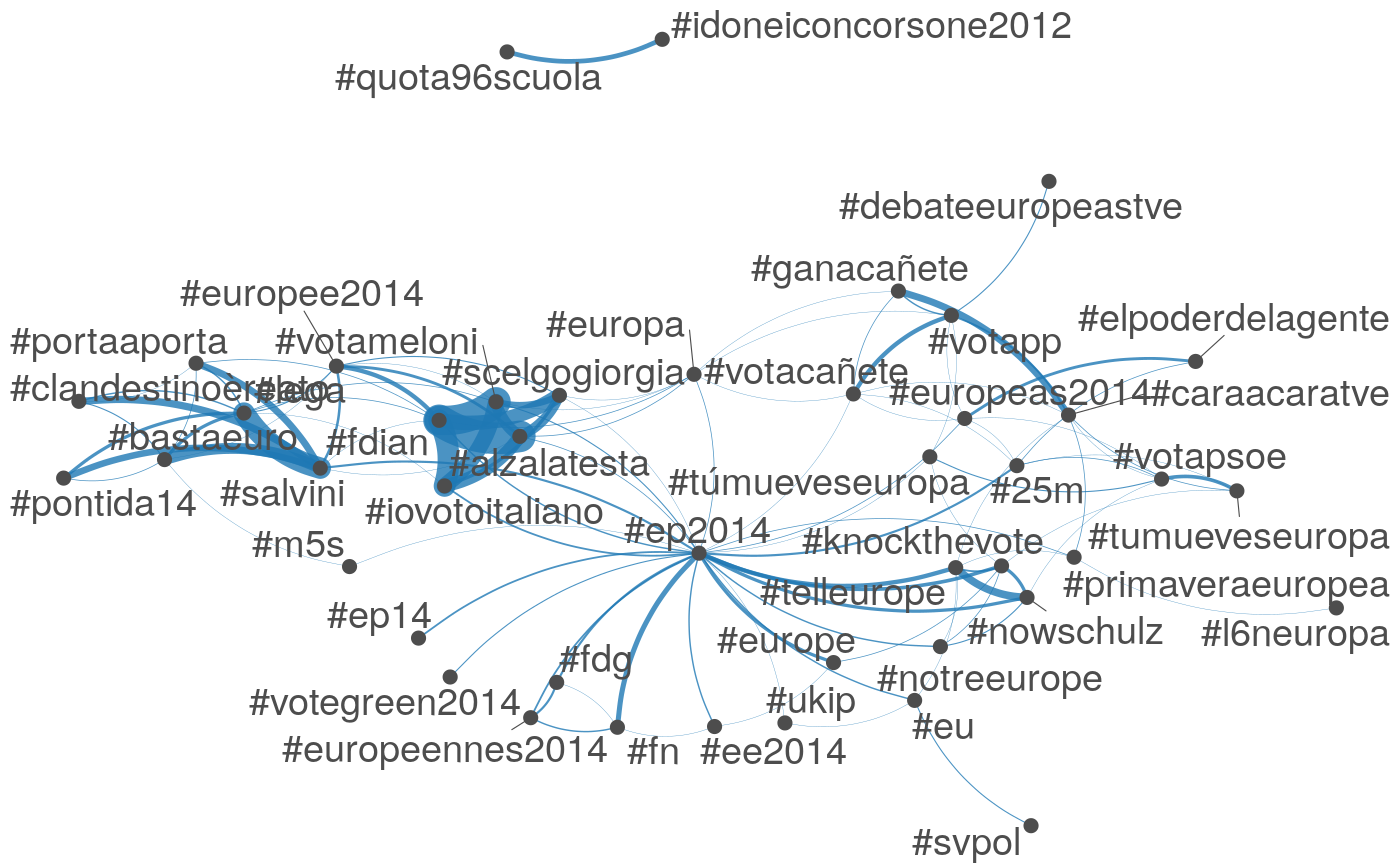 #idoneiconcorsone2012
#quota96scuola
#debateeuropeastve
#ganacañete
#europee2014
#europa
#elpoderdelagente
#portaaporta
#votameloni
#votapp
#scelgogiorgia
#votacañete
#clandestinoèreato
#lega
#europeas2014
#caraacaratve
#bastaeuro
#fdian
#alzalatesta
#votapsoe
#pontida14
#salvini
#iovotoitaliano
#túmueveseuropa
#25m
#m5s
#ep2014
#knockthevote
#tumueveseuropa
#telleurope
#primaveraeuropea
#ep14
#europe
#nowschulz
#l6neuropa
#fdg
#votegreen2014
#ukip
#notreeurope
#europeennes2014
#fn
#ee2014
#eu
#svpol